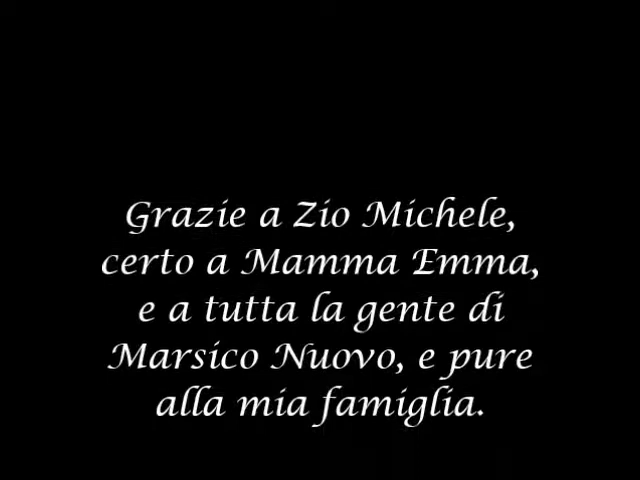 Grazie a Zio Michele,
certo a Mamma Emma,
e a tutta la gente di
Marsico Nuovo, e pure
alla mia famiglia.